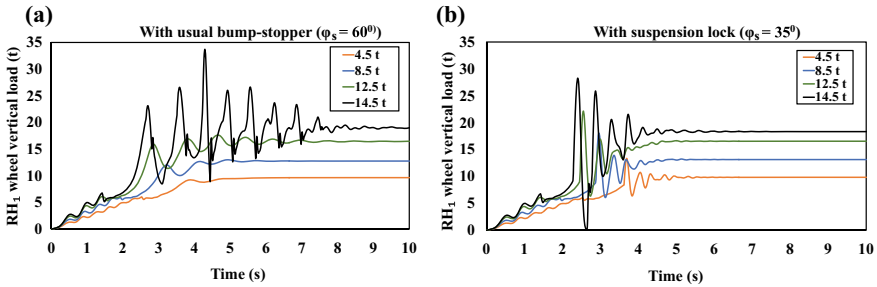 (a)
With usual bump-stopper (φₛ = 60⁰)
RH₁ wheel vertical load (t)
35
30
25
20
15
10
5
0
4.5 t
8.5 t
12.5 t
14.5 t
0 1 2 3 4 5 6 7 8 9 10
Time (s)
(b)
With suspension lock (φₛ = 35⁰)
RH₁ wheel vertical load (t)
35
30
25
20
15
10
5
0
4.5 t
8.5 t
12.5 t
14.5 t
0 1 2 3 4 5 6 7 8 9 10
Time (s)